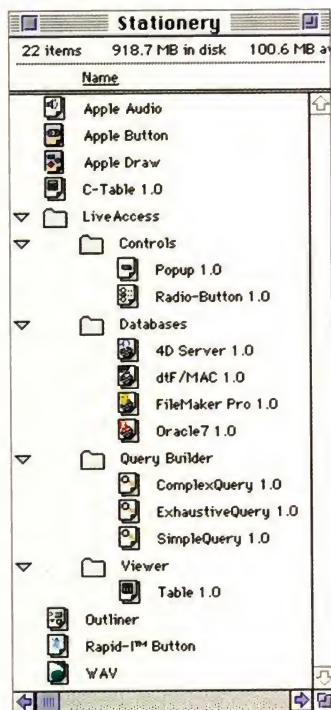 Stationery
22 items 918.7 MB in disk 100.6 MB av
Name
Apple Audio
Apple Button
Apple Draw
C-Table 1.0
LiveAccess
Controls
Popup 1.0
Radio-Button 1.0
Databases
4D Server 1.0
dtF/MAC 1.0
FileMaker Pro 1.0
Oracle7 1.0
Query Builder
ComplexQuery 1.0
ExhaustiveQuery 1.0
SimpleQuery 1.0
Viewer
Table 1.0
Outliner
Rapid-I™ Button
WAV